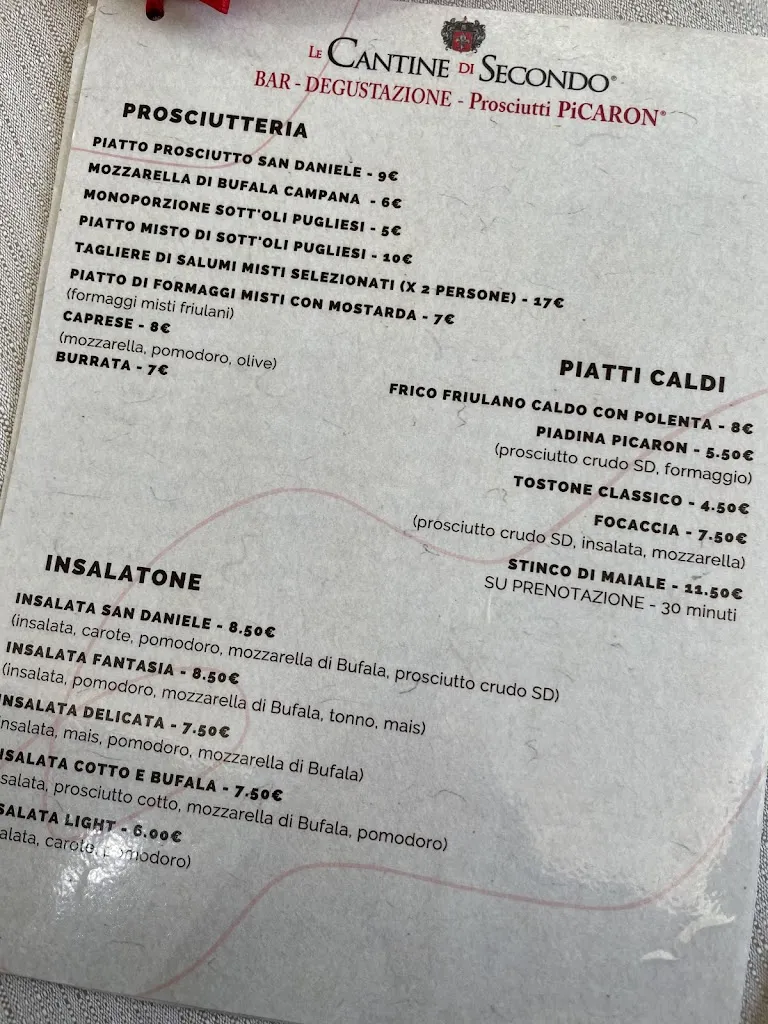 Le Cantine di Secondo®
BAR - DEGUSTAZIONE - Prosciutti PiCARON®
PROSCIUTTERIA
PIATTO PROSCIUTTO SAN DANIELE - 9€
MOZZARELLA DI BUFALA CAMPANA - 6€
MONOPORZIONE SOTT'OLI PUGLIESI - 5€
PIATTO MISTO DI SOTT'OLI PUGLIESI - 10€
TAGLIERE DI SALUMI MISTI SELEZIONATI (X 2 PERSONE) - 17€
PIATTO DI FORMAGGI MISTI CON MOSTARDA - 7€
(formaggi misti friulani)
CAPRESE - 8€
(mozzarella, pomodoro, olive)
BURRATA - 7€
PIATTI CALDI
FRICO FRIULANO CALDO CON POLENTA - 8€
PIADINA PICARON - 5.50€
(prosciutto crudo SD, formaggio)
TOSTONE CLASSICO - 4.50€
FOCACCIA - 7.50€
(prosciutto crudo SD, insalata, mozzarella)
STINCO DI MAIALE - 11.50€
SU PRENOTAZIONE - 30 minuti
INSALATONE
INSALATA SAN DANIELE - 8.50€
(insalata, carote, pomodoro, mozzarella di Bufala, prosciutto crudo SD)
INSALATA FANTASIA - 8.50€
(insalata, pomodoro, mozzarella di Bufala, tonno, mais)
INSALATA DELICATA - 7.50€
insalata, mais, pomodoro, mozzarella di Bufala)
SALATA COTTO E BUFALA - 7.50€
salata, prosciutto cotto, mozzarella di Bufala, pomodoro)
SALATA LIGHT - 6.00€
alata, carote, pomodoro)